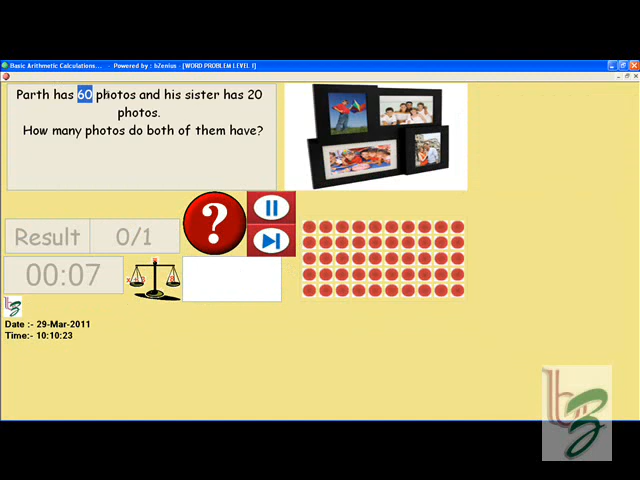 Basic Arithmetic Calculations... - Powered by : bZenius - [WORD PROBLEM LEVEL 1]
Parth has 60 photos and his sister has 20
photos.
How many photos do both of them have?
Result 0/1
?
00:07
Date :- 29-Mar-2011
Time:- 10:10:23
bz